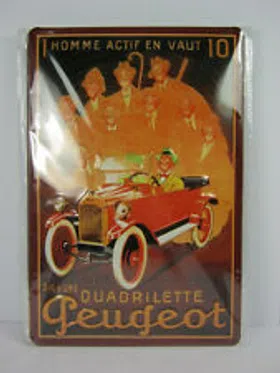 1 HOMME ACTIF EN VAUT 10
QUADRILETTE
Peugeot